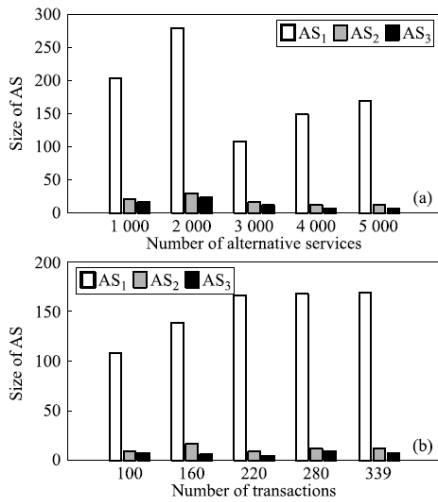 300
250
200
150
100
50
0
Size of AS
AS₁ AS₂ AS₃
(a)
1 000 2 000 3 000 4 000 5 000
Number of alternative services
200
150
100
50
0
Size of AS
AS₁ AS₂ AS₃
(b)
100 160 220 280 339
Number of transactions